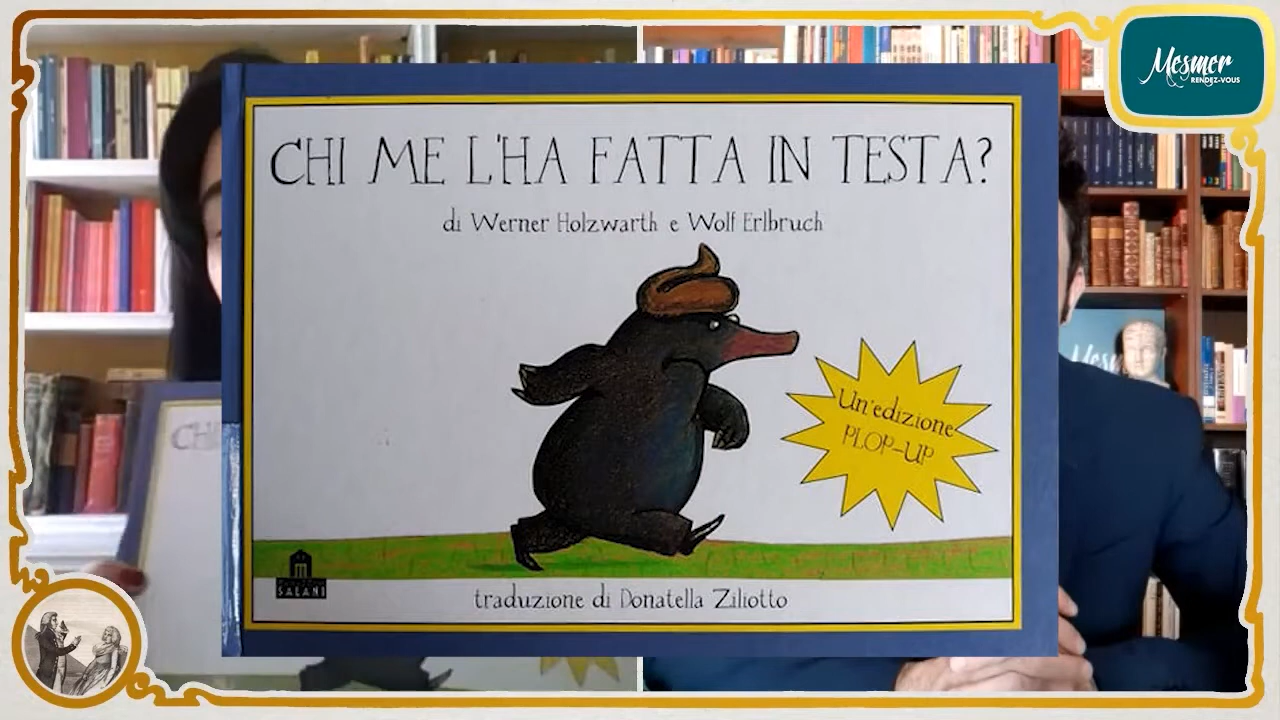 Mesmer
RENDEZ-VOUS
CHI ME L'HA FATTA IN TESTA?
di Werner Holzwarth e Wolf Erlbruch
Un'edizione
PLOP-UP
SALANI
traduzione di Donatella Ziliotto